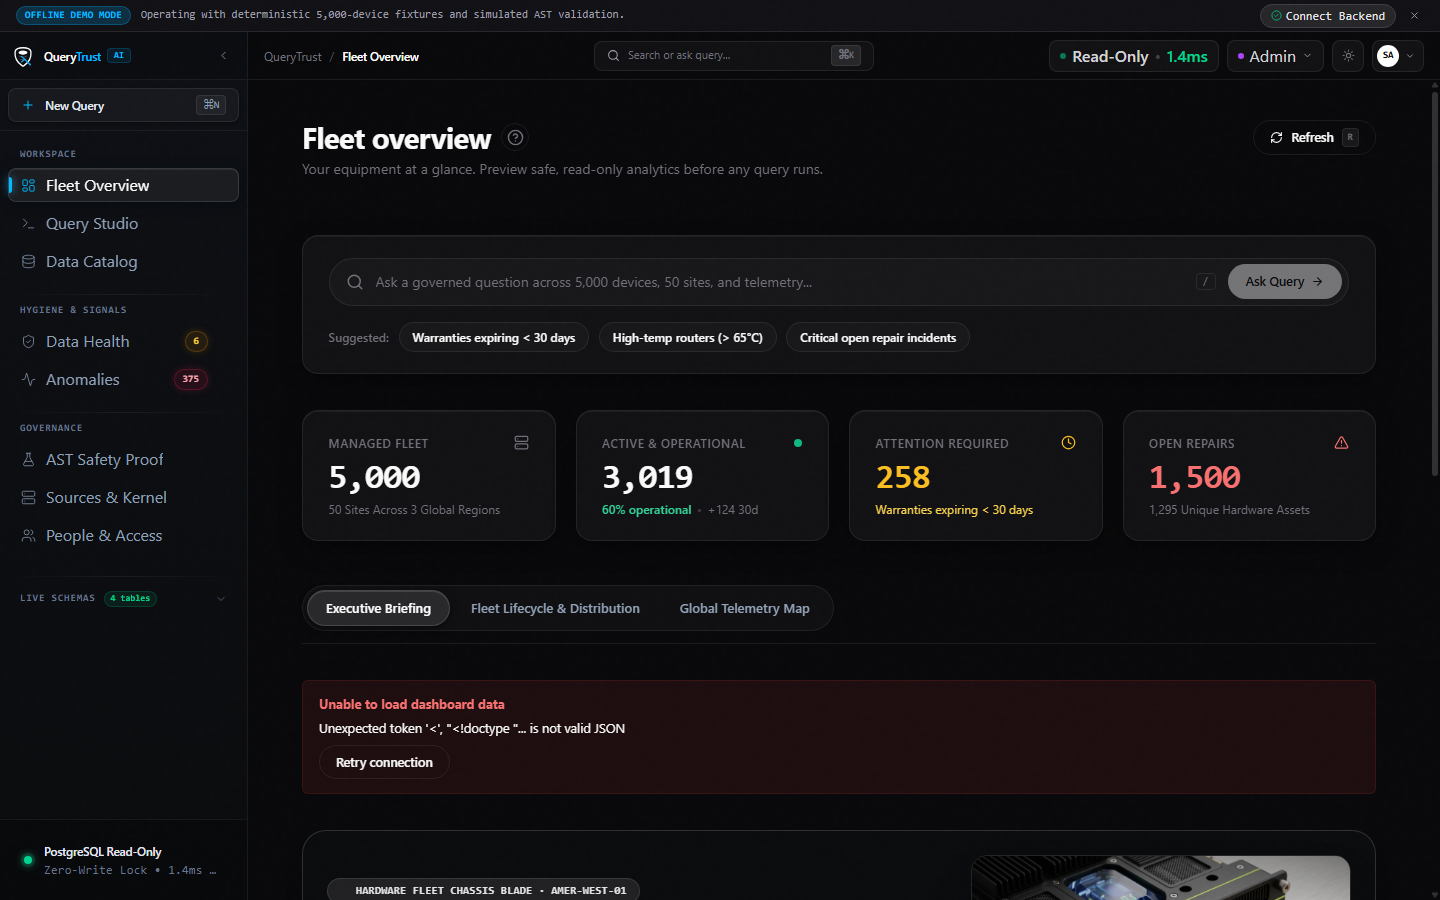 OFFLINE DEMO MODE Operating with deterministic 5,000-device fixtures and simulated AST validation. Connect Backend
QueryTrust AI
QueryTrust / Fleet Overview
Search or ask query... ⌘K
Read-Only • 1.4ms
Admin
SA
New Query ⌘N
WORKSPACE
Fleet Overview
Query Studio
Data Catalog
HYGIENE & SIGNALS
Data Health 6
Anomalies 375
GOVERNANCE
AST Safety Proof
Sources & Kernel
People & Access
LIVE SCHEMAS 4 tables
PostgreSQL Read-Only
Zero-Write Lock • 1.4ms …
Fleet overview
Refresh R
Your equipment at a glance. Preview safe, read-only analytics before any query runs.
Ask a governed question across 5,000 devices, 50 sites, and telemetry... / Ask Query →
Suggested: Warranties expiring < 30 days High-temp routers (> 65°C) Critical open repair incidents
MANAGED FLEET
5,000
50 Sites Across 3 Global Regions
ACTIVE & OPERATIONAL
3,019
60% operational • +124 30d
ATTENTION REQUIRED
258
Warranties expiring < 30 days
OPEN REPAIRS
1,500
1,295 Unique Hardware Assets
Executive Briefing Fleet Lifecycle & Distribution Global Telemetry Map
Unable to load dashboard data
Unexpected token '<', "<!doctype "... is not valid JSON
Retry connection
HARDWARE FLEET CHASSIS BLADE · AMER-WEST-01